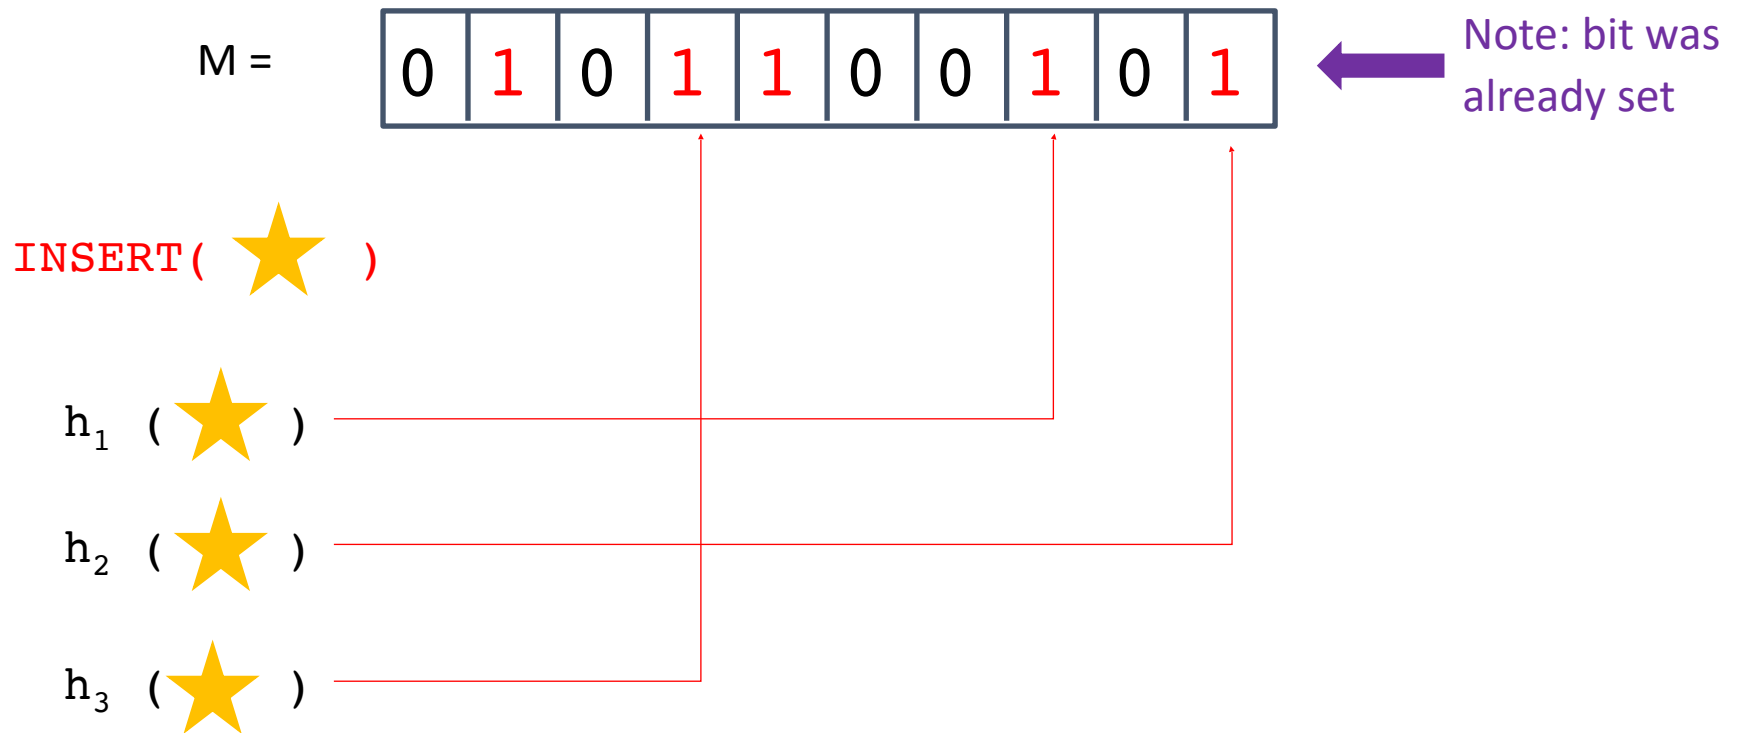 M = 0 1 0 1 1 0 0 1 0 1 Note: bit was
already set
INSERT( )
h₁ ( )
h₂ ( )
h₃ ( )